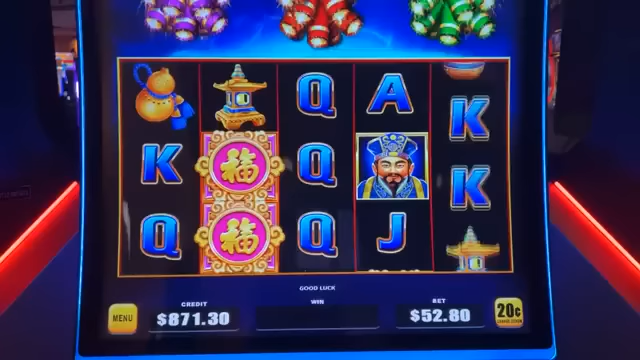 Q A K
K 福 Q K
Q 福 Q J
GOOD LUCK
MENU CREDIT WIN BET 20¢
$871.30 $52.80